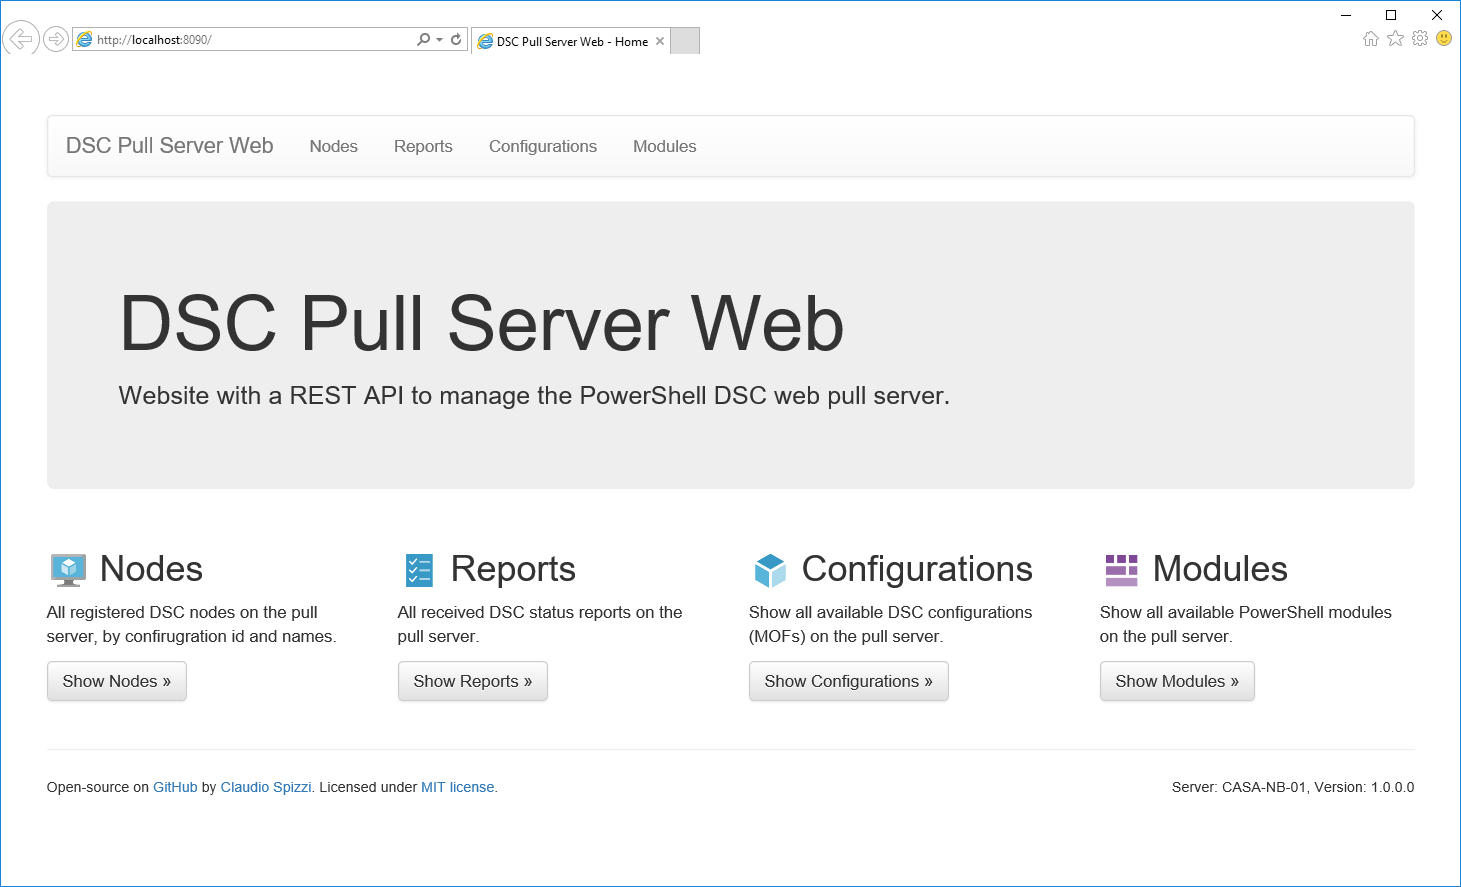 http://localhost:8090/
DSC Pull Server Web - Home
DSC Pull Server Web Nodes Reports Configurations Modules
DSC Pull Server Web
Website with a REST API to manage the PowerShell DSC web pull server.
Nodes
All registered DSC nodes on the pull
server, by confirugration id and names.
Show Nodes »
Reports
All received DSC status reports on the
pull server.
Show Reports »
Configurations
Show all available DSC configurations
(MOFs) on the pull server.
Show Configurations »
Modules
Show all available PowerShell modules
on the pull server.
Show Modules »
Open-source on GitHub by Claudio Spizzi. Licensed under MIT license.
Server: CASA-NB-01, Version: 1.0.0.0